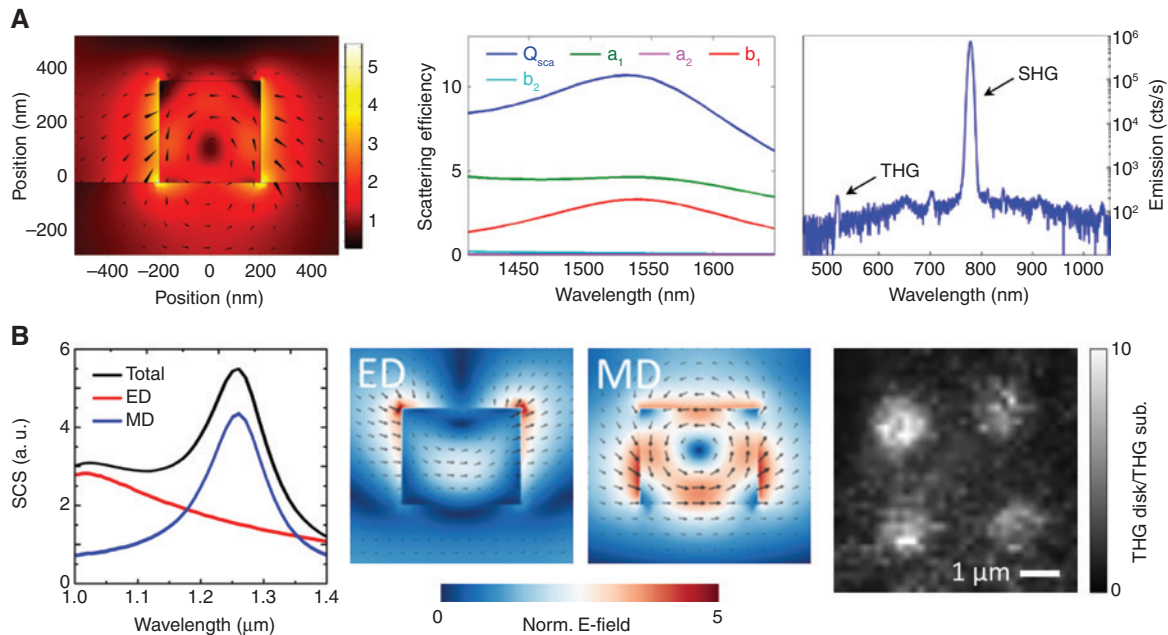 A
Position (nm)
400
200
0
−200
−400
−200
0
200
400
Position (nm)
5
4
3
2
1
Scattering efficiency
10
5
0
Q_sca
a_1
a_2
b_1
b_2
1450
1500
1550
1600
Wavelength (nm)
SHG
THG
10^6
10^5
10^4
10^3
10^2
Emission (cts/s)
450
600
700
800
900
1000
Wavelength (nm)
B
SCS (a. u.)
6
4
2
0
Total
ED
MD
1.0
1.1
1.2
1.3
1.4
Wavelength (μm)
ED
MD
0
5
Norm. E-field
1 μm
10
0
THG disk/THG sub.